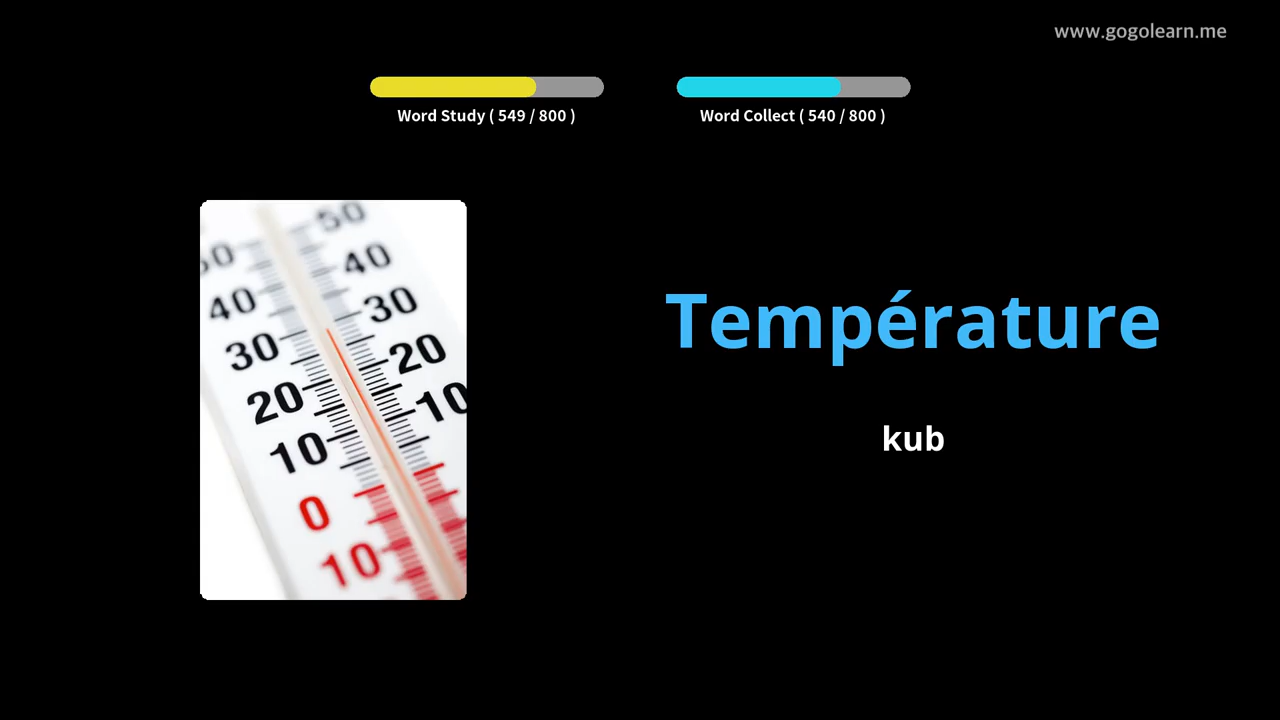 www.gogolearn.me
Word Study ( 549 / 800 )
Word Collect ( 540 / 800 )
50
40
40
30
30
20
20
10
10
0
10
Température
kub